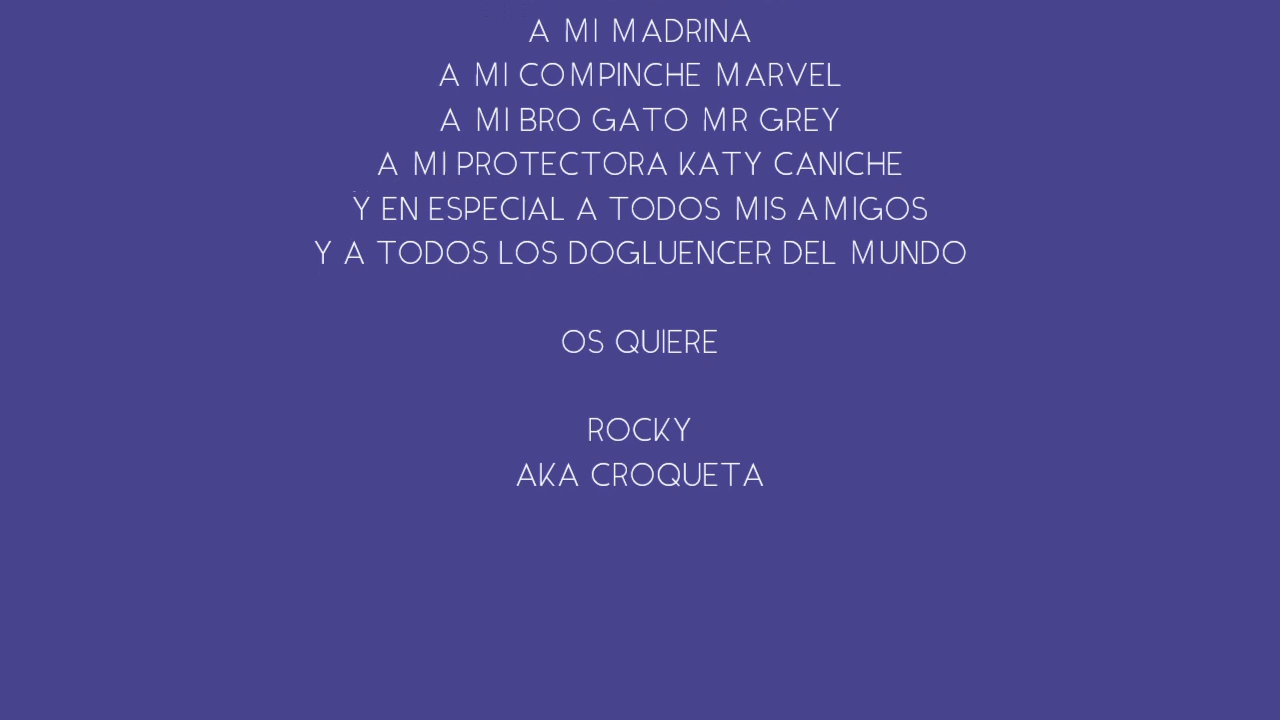 A MI MADRINA
A MI COMPINCHE MARVEL
A MI BRO GATO MR GREY
A MI PROTECTORA KATY CANICHE
Y EN ESPECIAL A TODOS MIS AMIGOS
Y A TODOS LOS DOGLUENCER DEL MUNDO
OS QUIERE
ROCKY
AKA CROQUETA